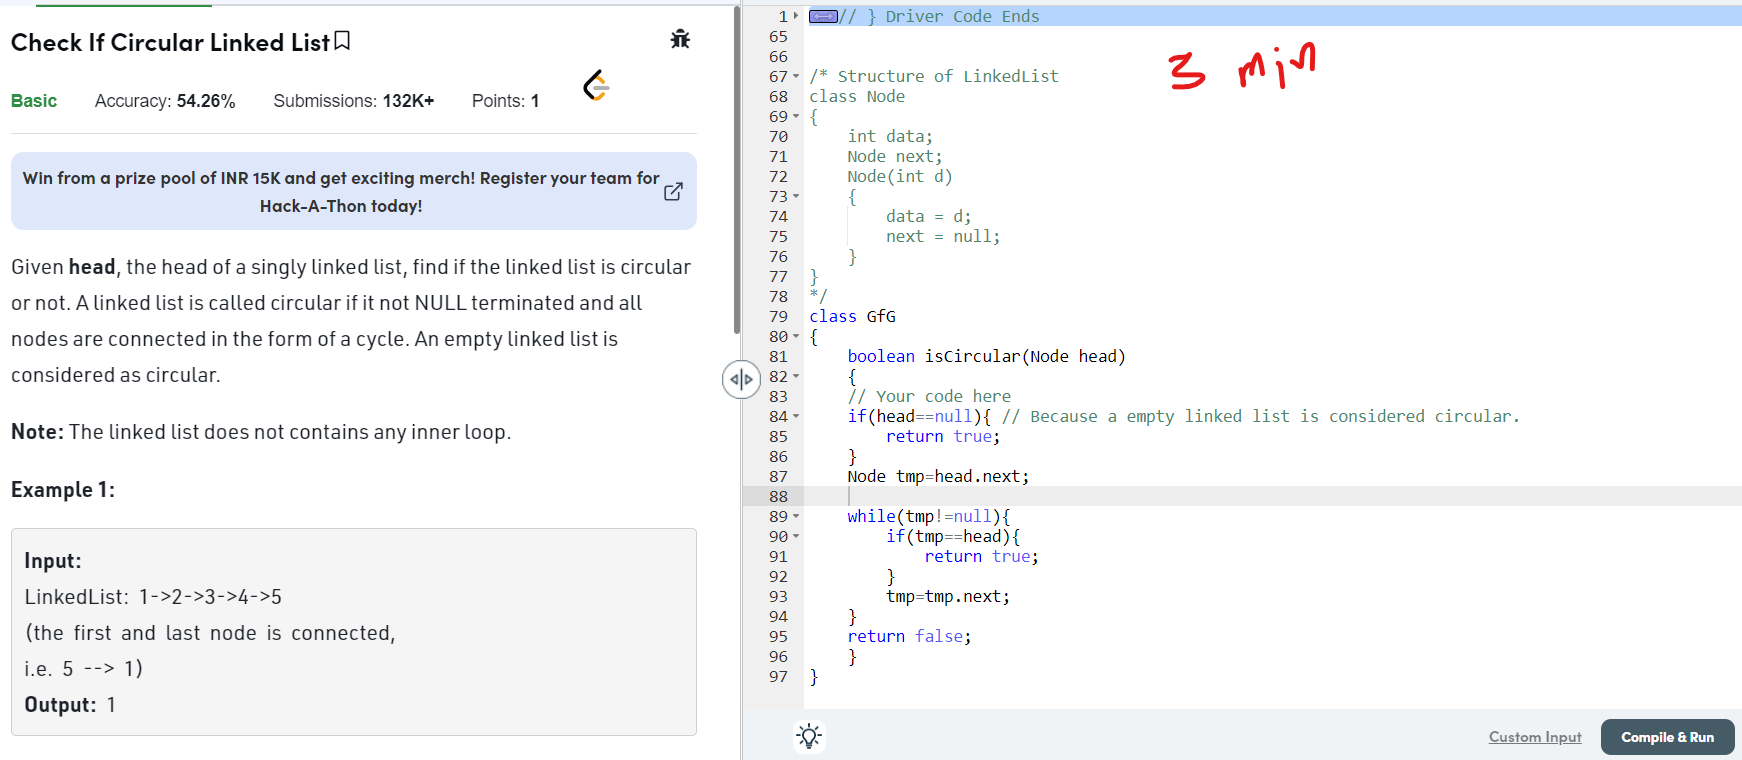 Check If Circular Linked List
Basic Accuracy: 54.26% Submissions: 132K+ Points: 1
Win from a prize pool of INR 15K and get exciting merch! Register your team for
Hack-A-Thon today!
Given head, the head of a singly linked list, find if the linked list is circular
or not. A linked list is called circular if it not NULL terminated and all
nodes are connected in the form of a cycle. An empty linked list is
considered as circular.
Note: The linked list does not contains any inner loop.
Example 1:
Input:
LinkedList: 1->2->3->4->5
(the first and last node is connected,
i.e. 5 --> 1)
Output: 1
3 min
1 // } Driver Code Ends
65
66
67 /* Structure of LinkedList
68 class Node
69 {
70     int data;
71     Node next;
72     Node(int d)
73     {
74         data = d;
75         next = null;
76     }
77 }
78 */
79 class GfG
80 {
81     boolean isCircular(Node head)
82     {
83     // Your code here
84     if(head==null){ // Because a empty linked list is considered circular.
85         return true;
86     }
87     Node tmp=head.next;
88
89     while(tmp!=null){
90         if(tmp==head){
91             return true;
92         }
93         tmp=tmp.next;
94     }
95     return false;
96     }
97 }
Custom Input Compile & Run